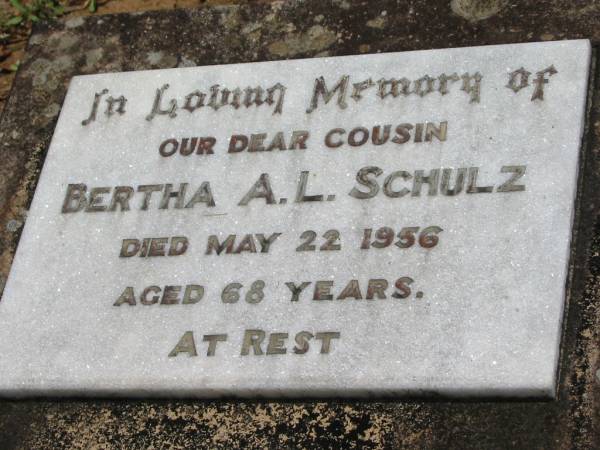 In Loving Memory of
OUR DEAR COUSIN
BERTHA A.L. SCHULZ
DIED MAY 22 1956
AGED 68 YEARS.
AT REST